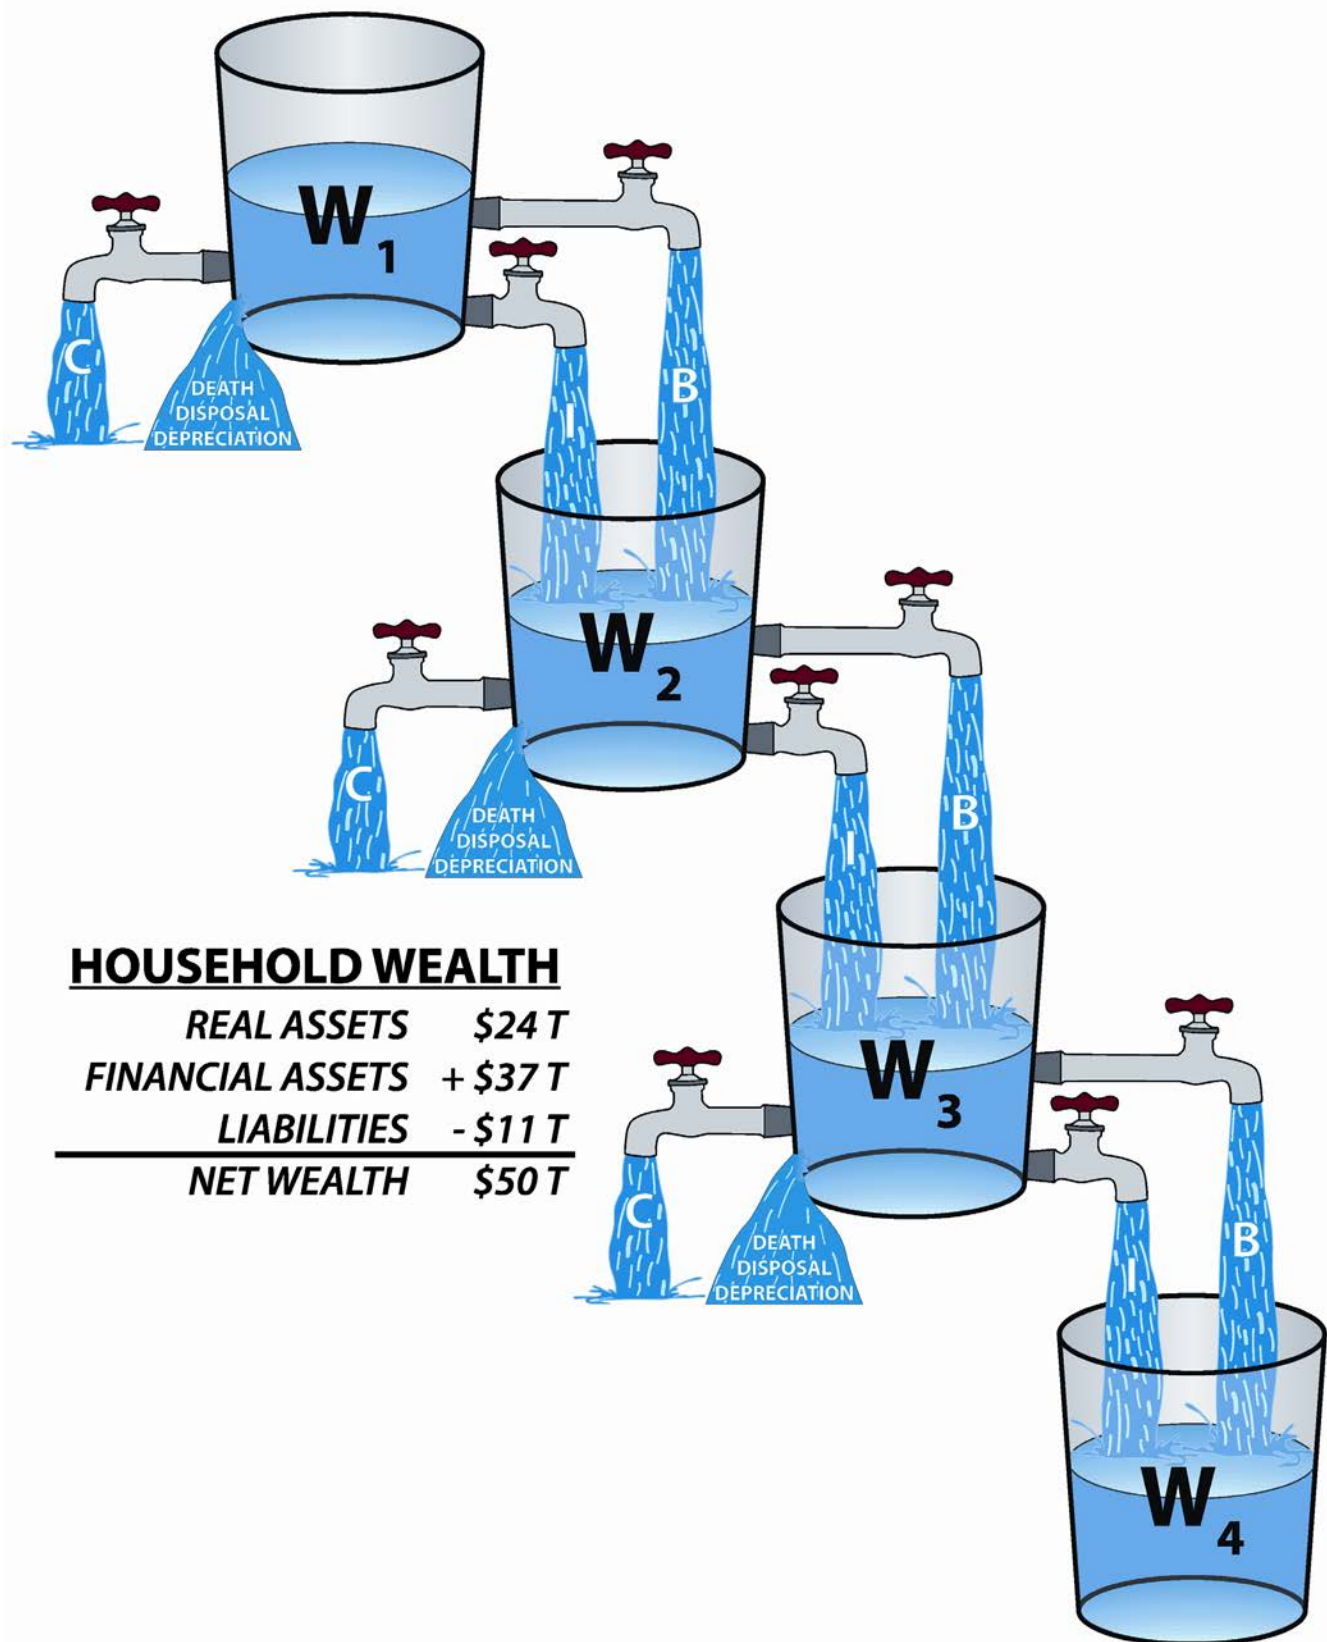 W1
C
DEATH
DISPOSAL
DEPRECIATION
I
B
W2
C
DEATH
DISPOSAL
DEPRECIATION
I
B
HOUSEHOLD WEALTH
REAL ASSETS $24 T
FINANCIAL ASSETS + $37 T
LIABILITIES - $11 T
NET WEALTH $50 T
W3
C
DEATH
DISPOSAL
DEPRECIATION
I
B
W4